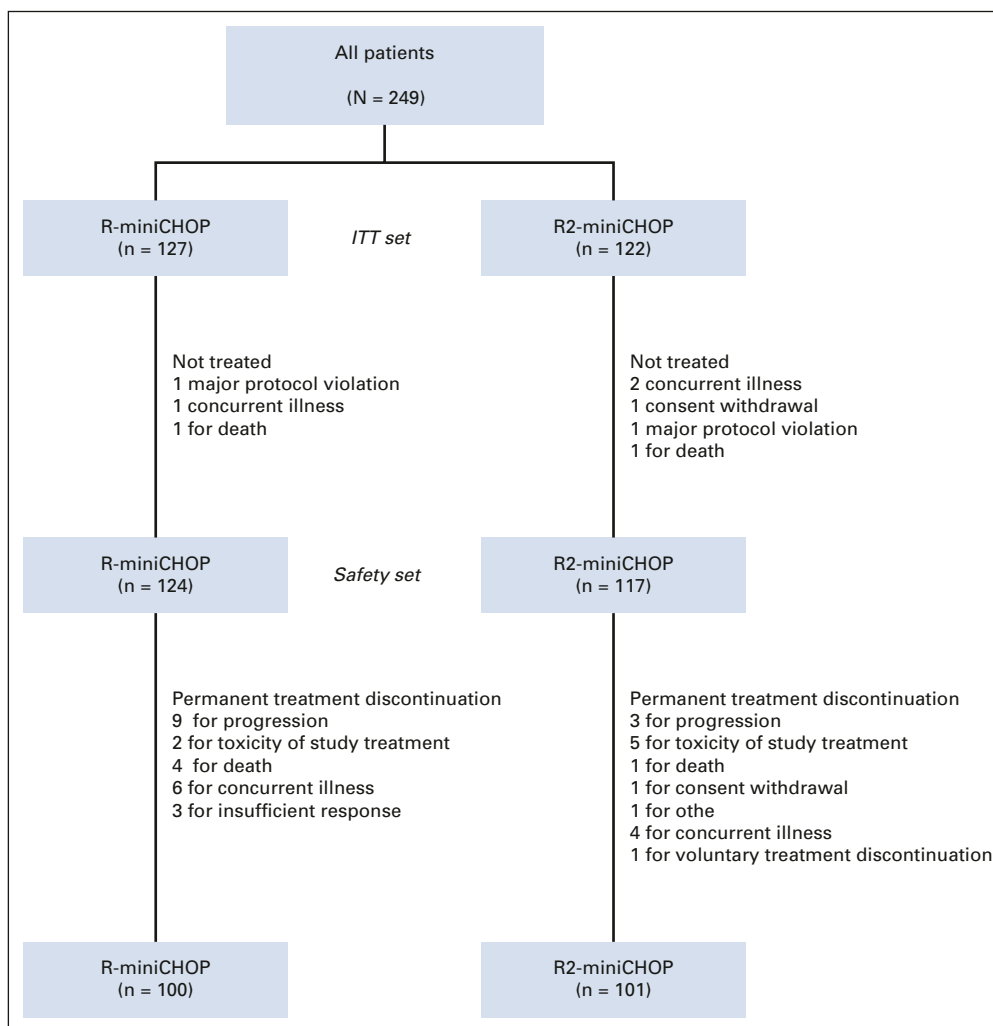 All patients
(N = 249)
R-miniCHOP
(n = 127)
ITT set
R2-miniCHOP
(n = 122)
Not treated
1 major protocol violation
1 concurrent illness
1 for death
Not treated
2 concurrent illness
1 consent withdrawal
1 major protocol violation
1 for death
R-miniCHOP
(n = 124)
Safety set
R2-miniCHOP
(n = 117)
Permanent treatment discontinuation
9 for progression
2 for toxicity of study treatment
4 for death
6 for concurrent illness
3 for insufficient response
Permanent treatment discontinuation
3 for progression
5 for toxicity of study treatment
1 for death
1 for consent withdrawal
1 for othe
4 for concurrent illness
1 for voluntary treatment discontinuation
R-miniCHOP
(n = 100)
R2-miniCHOP
(n = 101)